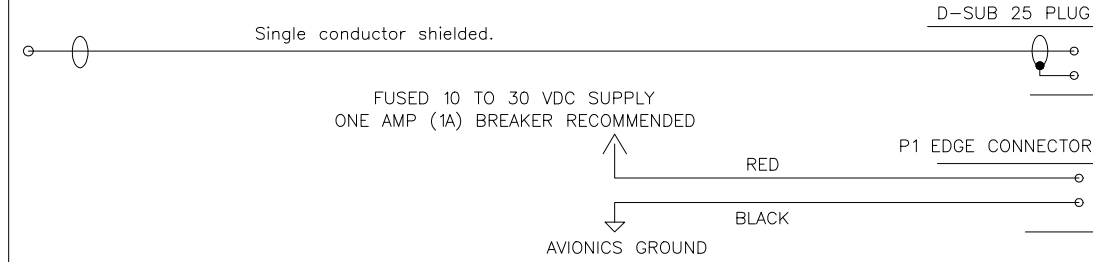 D-SUB 25 PLUG
Single conductor shielded.
FUSED 10 TO 30 VDC SUPPLY
ONE AMP (1A) BREAKER RECOMMENDED
P1 EDGE CONNECTOR
RED
BLACK
AVIONICS GROUND